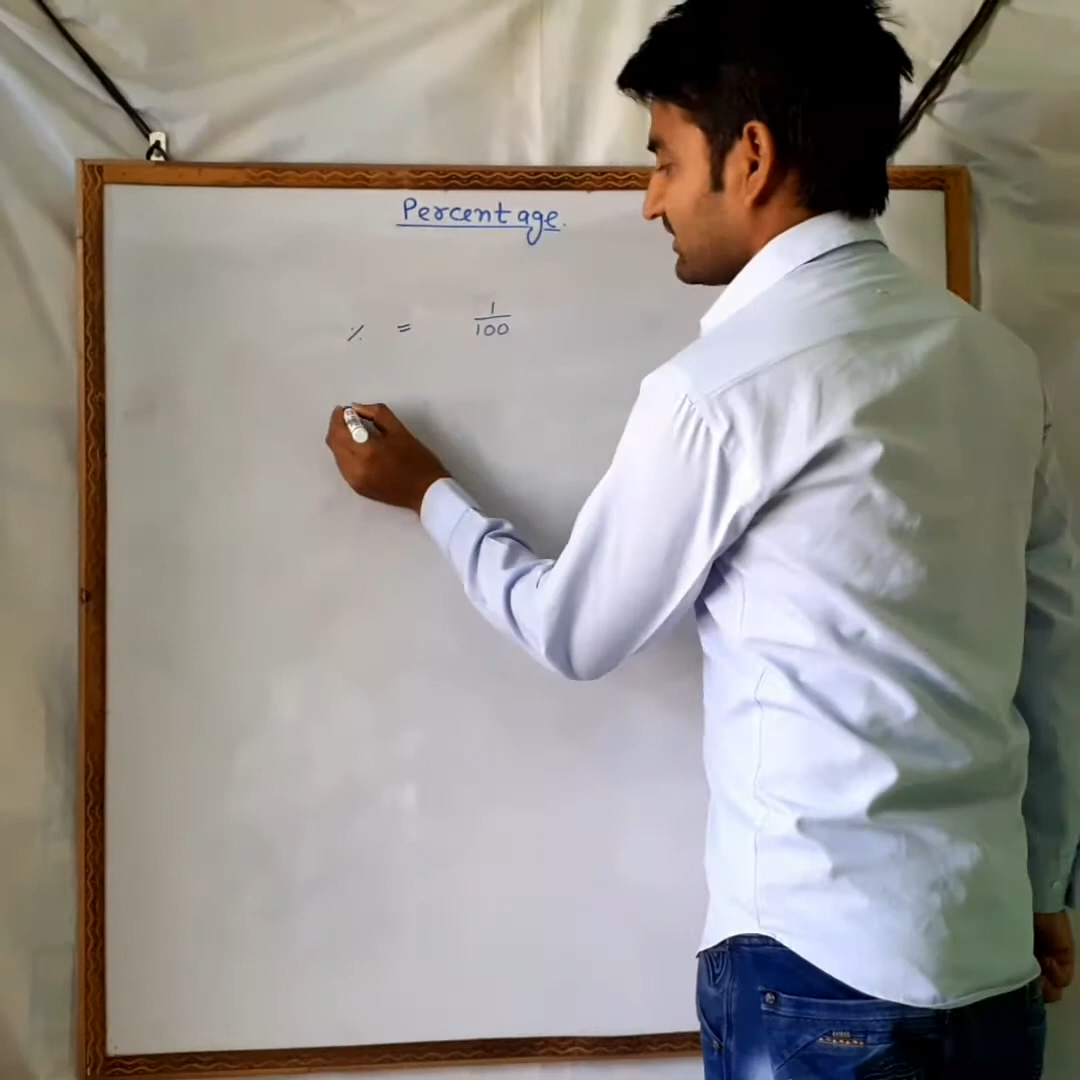 Percentage.
% = 1/100